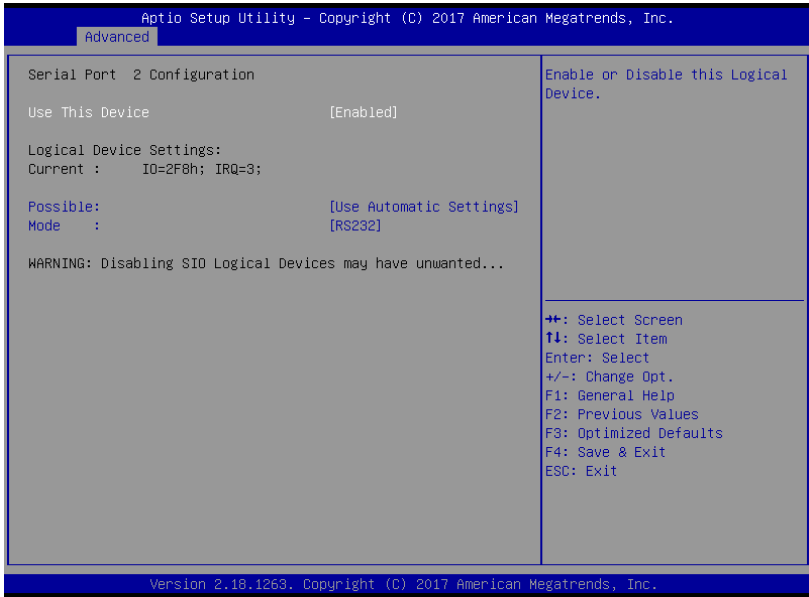 Aptio Setup Utility – Copyright (C) 2017 American Megatrends, Inc.
Advanced
Serial Port  2 Configuration
Use This Device [Enabled]
Logical Device Settings:
Current :     IO=2F8h; IRQ=3;
Possible: [Use Automatic Settings]
Mode    : [RS232]
WARNING: Disabling SIO Logical Devices may have unwanted...
Enable or Disable this Logical
Device.
→←: Select Screen
↑↓: Select Item
Enter: Select
+/-: Change Opt.
F1: General Help
F2: Previous Values
F3: Optimized Defaults
F4: Save & Exit
ESC: Exit
Version 2.18.1263. Copyright (C) 2017 American Megatrends, Inc.